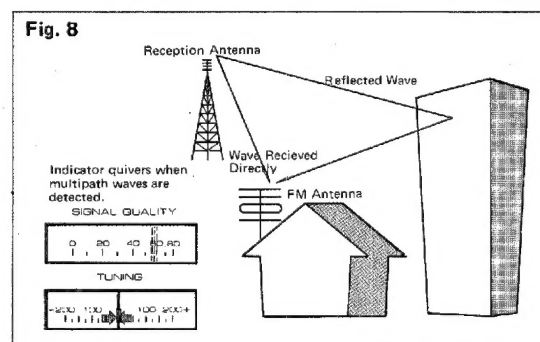 Fig. 8
Reception Antenna
Reflected Wave
Wave Recieved
Directly
Indicator quivers when
multipath waves are
detected.
FM Antenna
SIGNAL QUALITY
0 20 40 60 80
TUNING
-200 100 100 200+